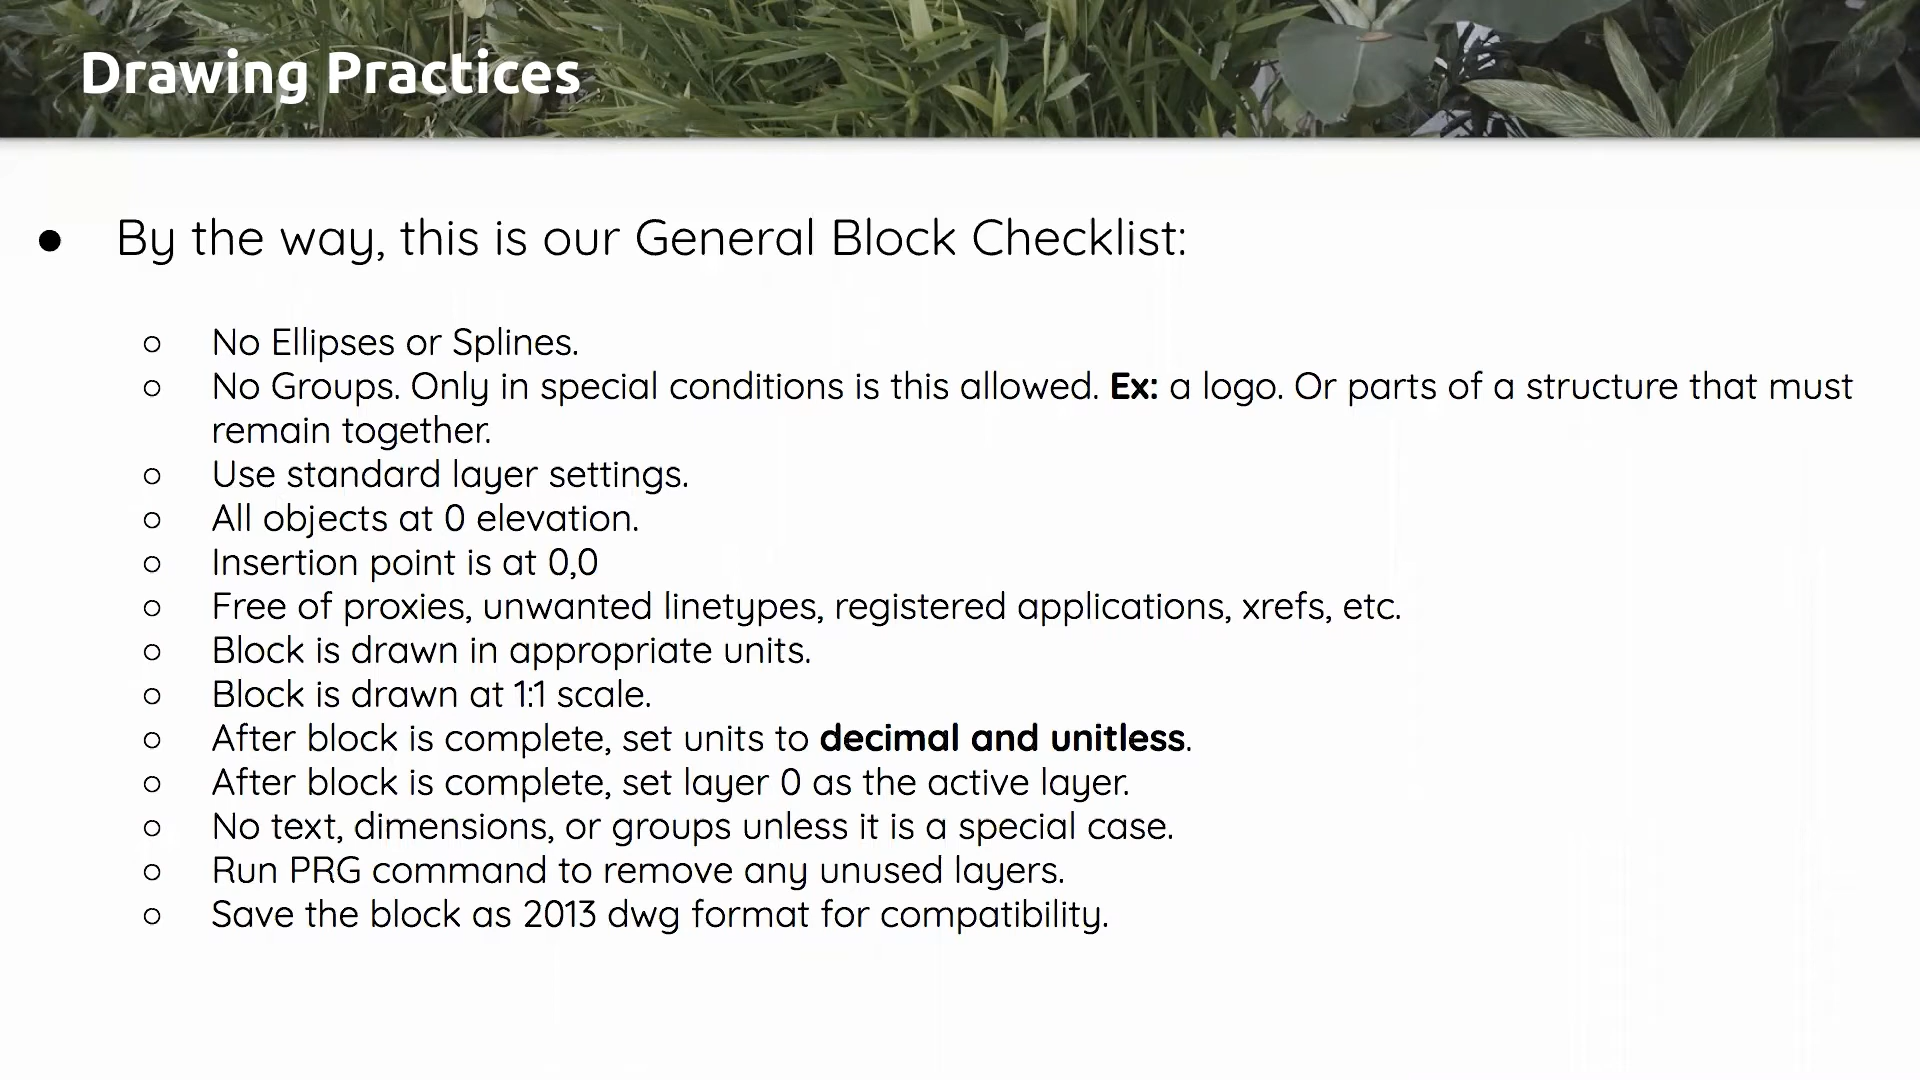 Drawing Practices
● By the way, this is our General Block Checklist:
○ No Ellipses or Splines.
○ No Groups. Only in special conditions is this allowed. Ex: a logo. Or parts of a structure that must
remain together.
○ Use standard layer settings.
○ All objects at 0 elevation.
○ Insertion point is at 0,0
○ Free of proxies, unwanted linetypes, registered applications, xrefs, etc.
○ Block is drawn in appropriate units.
○ Block is drawn at 1:1 scale.
○ After block is complete, set units to decimal and unitless.
○ After block is complete, set layer 0 as the active layer.
○ No text, dimensions, or groups unless it is a special case.
○ Run PRG command to remove any unused layers.
○ Save the block as 2013 dwg format for compatibility.